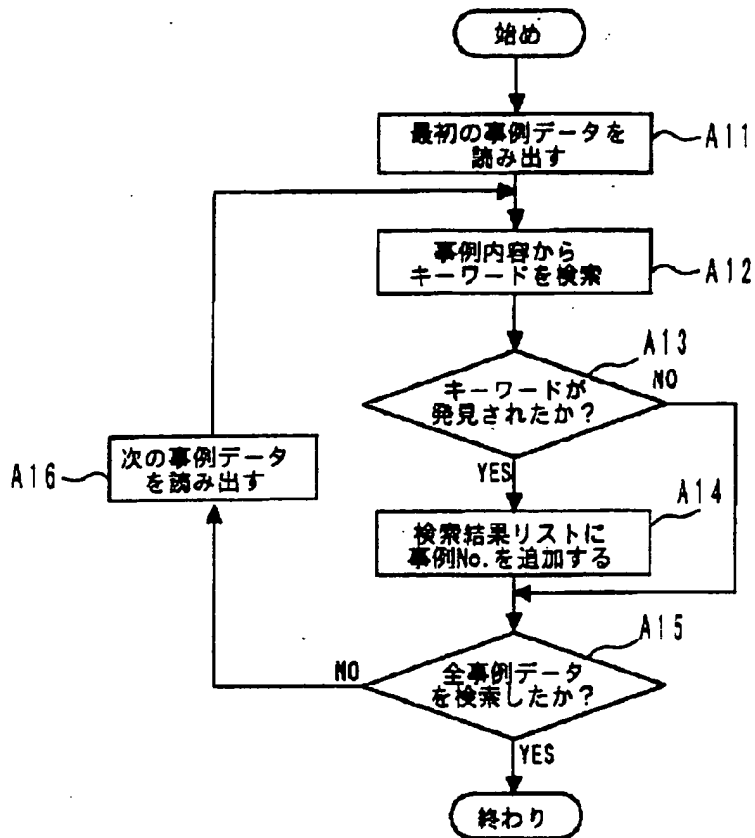 始め
最初の事例データを
読み出す
A11
事例内容から
キーワードを検索
A12
A13
キーワードが
発見されたか?
NO
YES
次の事例データ
を読み出す
A16
A14
検索結果リストに
事例No.を追加する
A15
全事例データ
を検索したか?
NO
YES
終わり